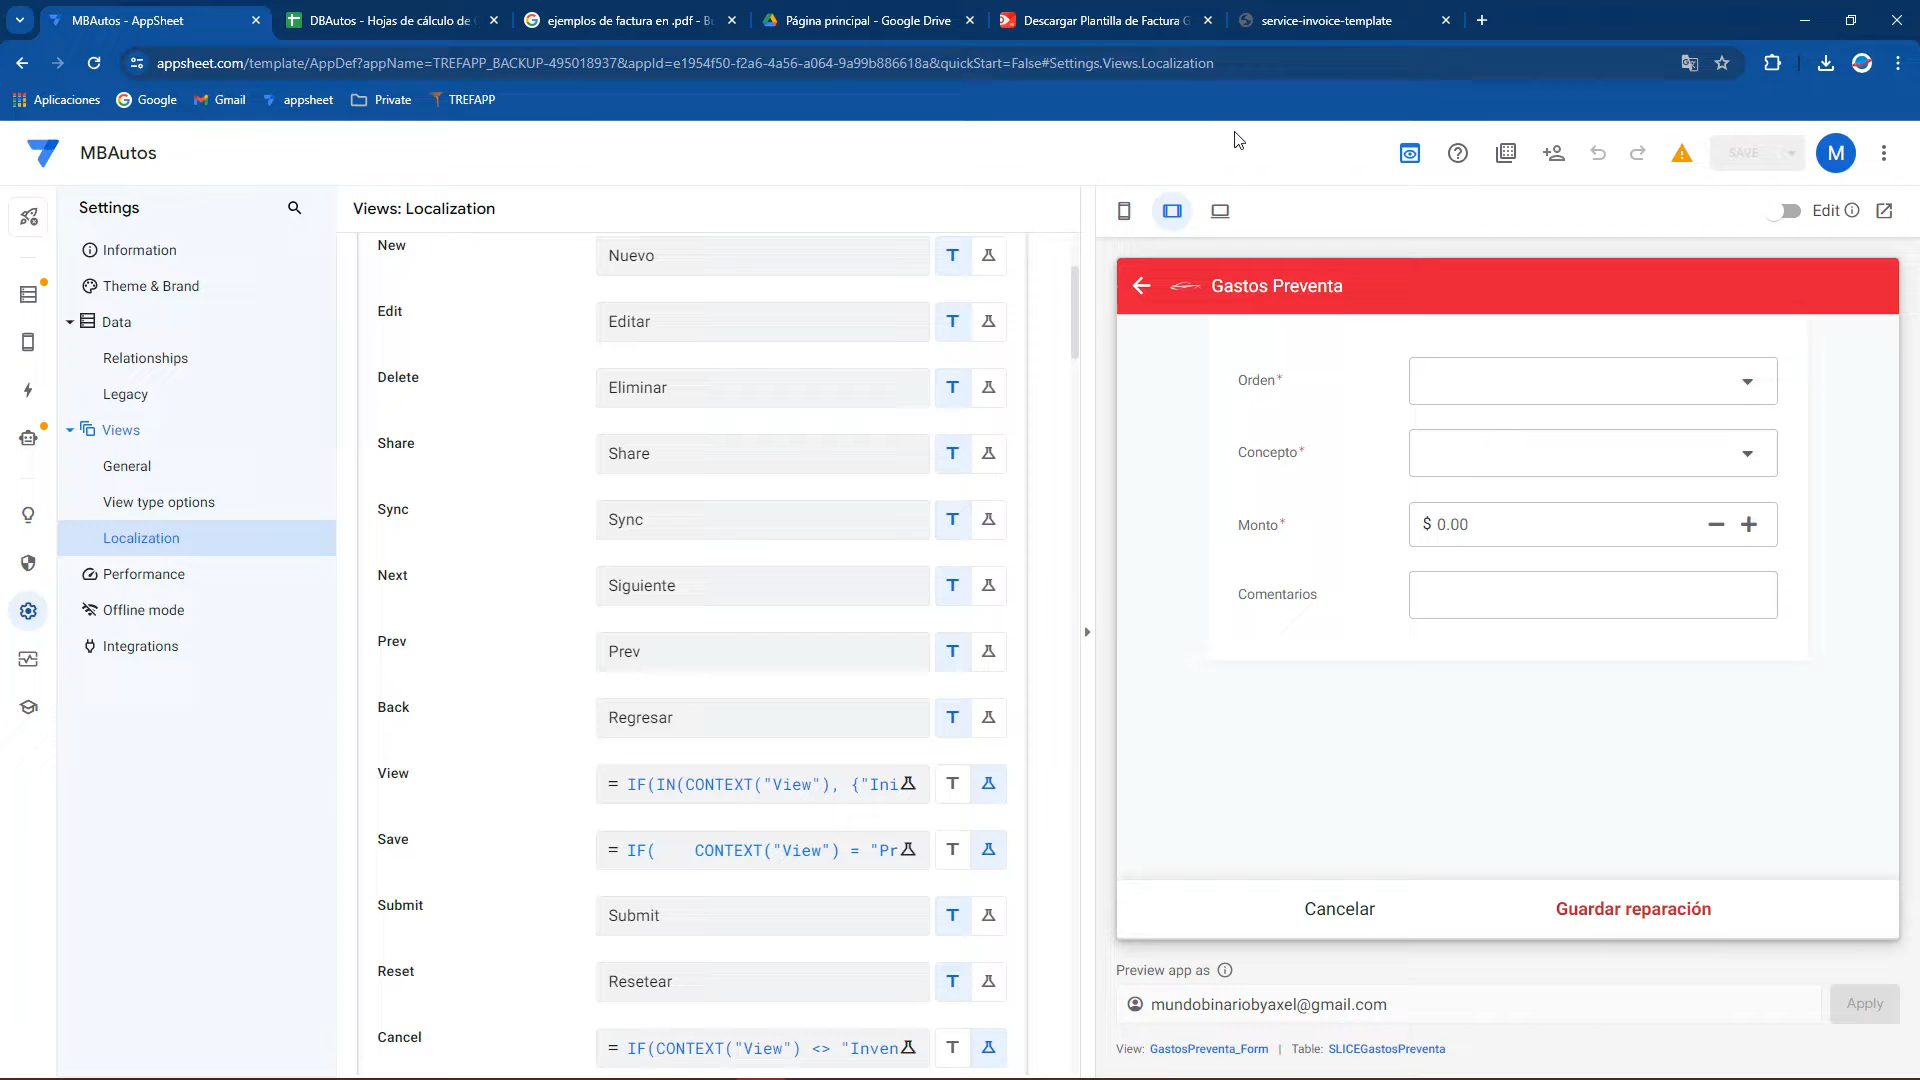 MBAutos - AppSheet
DBAutos - Hojas de cálculo de
ejemplos de factura en .pdf - Bu
Página principal - Google Drive
Descargar Plantilla de Factura G
service-invoice-template
appsheet.com/template/AppDef?appName=TREFAPP_BACKUP-495018937&appId=e1954f50-f2a6-4a56-a064-9a99b886618a&quickStart=False#Settings.Views.Localization
Aplicaciones
Google
Gmail
appsheet
Private
TREFAPP
MBAutos
SAVE
M
Settings
Information
Theme & Brand
Data
Relationships
Legacy
Views
General
View type options
Localization
Performance
Offline mode
Integrations
Views: Localization
New
Nuevo
Edit
Editar
Delete
Eliminar
Share
Share
Sync
Sync
Next
Siguiente
Prev
Prev
Back
Regresar
View
= IF(IN(CONTEXT("View"), {"Ini
Save
= IF(    CONTEXT("View") = "Pr
Submit
Submit
Reset
Resetear
Cancel
= IF(CONTEXT("View") <> "Inven
Edit
Gastos Preventa
Orden*
Concepto*
Monto*
$ 0.00
Comentarios
Cancelar
Guardar reparación
Preview app as
mundobinariobyaxel@gmail.com
Apply
View: GastosPreventa_Form | Table: SLICEGastosPreventa